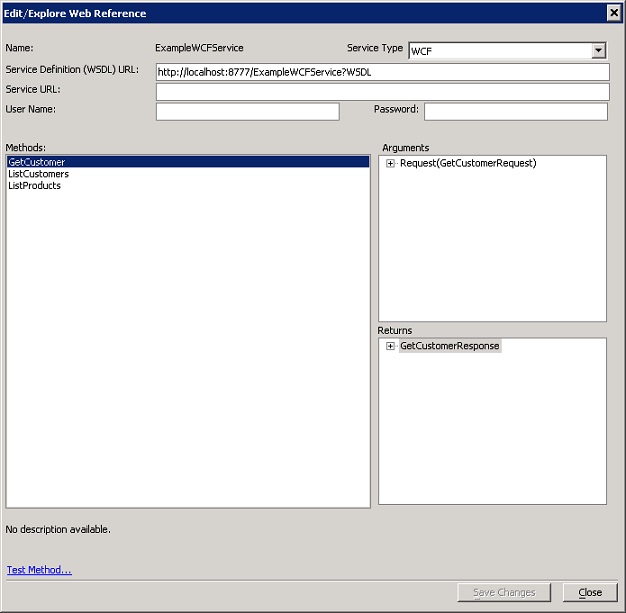 Edit/Explore Web Reference
Name: ExampleWCFService Service Type WCF
Service Definition (WSDL) URL: http://localhost:8777/ExampleWCFService?WSDL
Service URL:
User Name: Password:
Methods: Arguments
GetCustomer Request(GetCustomerRequest)
ListCustomers
ListProducts
Returns
GetCustomerResponse
No description available.
Test Method...
Save Changes Close